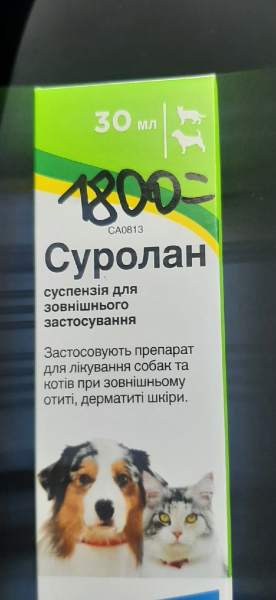 30 мл
1800=
CA0813
Суролан
суспензія для
зовнішнього
застосування
Застосовують препарат
для лікування собак та
котів при зовнішньому
отиті, дерматиті шкіри.